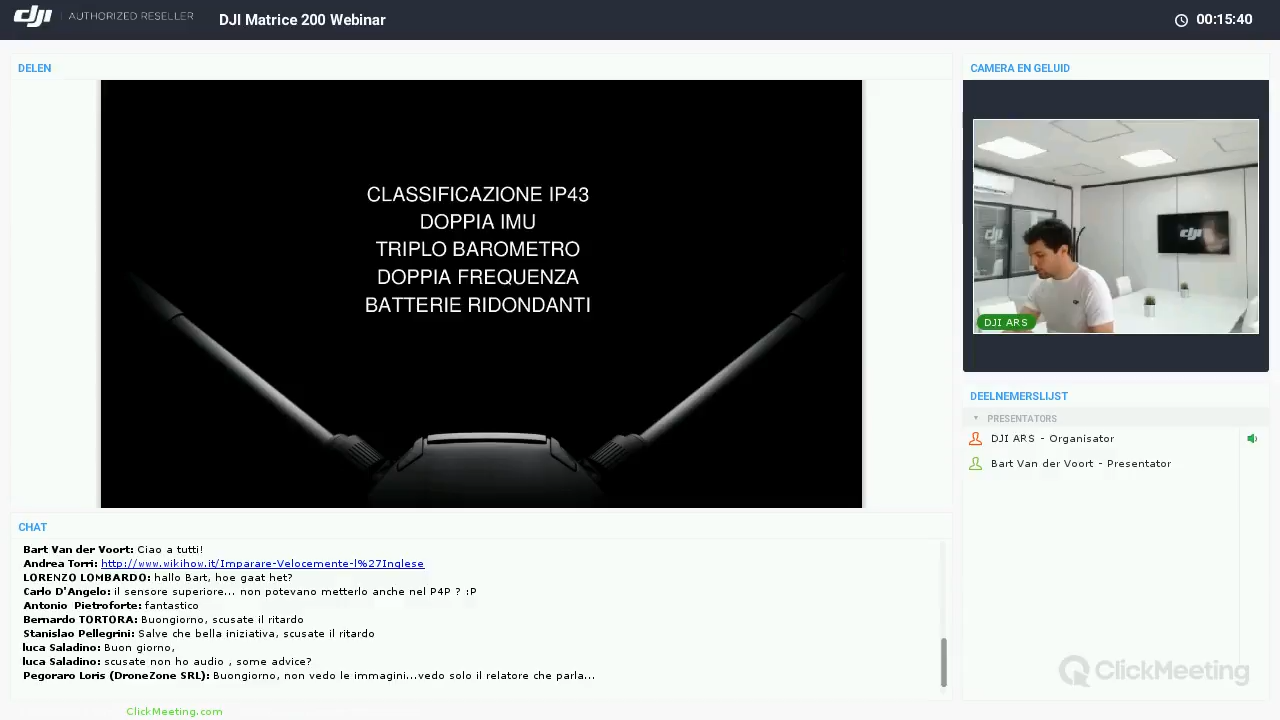 dji AUTHORIZED RESELLER DJI Matrice 200 Webinar 00:15:40
DELEN
CLASSIFICAZIONE IP43
DOPPIA IMU
TRIPLO BAROMETRO
DOPPIA FREQUENZA
BATTERIE RIDONDANTI
CAMERA EN GELUID
dji
dji
DJI ARS
DEELNEMERSLIJST
PRESENTATORS
DJI ARS - Organisator
Bart Van der Voort - Presentator
CHAT
Bart Van der Voort: Ciao a tutti!
Andrea Torri: http://www.wikihow.it/Imparare-Velocemente-l%27Inglese
LORENZO LOMBARDO: hallo Bart, hoe gaat het?
Carlo D'Angelo: il sensore superiore... non potevano metterlo anche nel P4P ? :P
Antonio Pietroforte: fantastico
Bernardo TORTORA: Buongiorno, scusate il ritardo
Stanislao Pellegrini: Salve che bella iniziativa, scusate il ritardo
luca Saladino: Buon giorno,
luca Saladino: scusate non ho audio , some advice?
Pegoraro Loris (DroneZone SRL): Buongiorno, non vedo le immagini...vedo solo il relatore che parla...
ClickMeeting
ClickMeeting.com